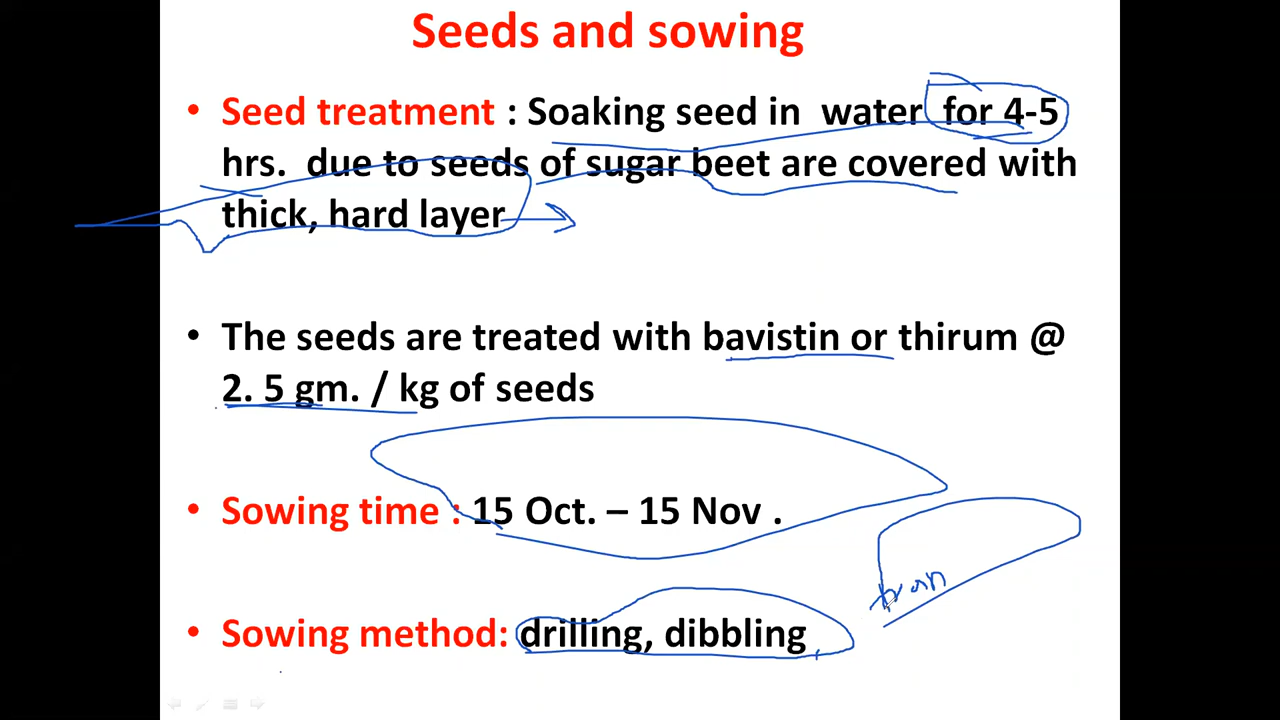 Seeds and sowing
• Seed treatment : Soaking seed in water for 4-5
hrs. due to seeds of sugar beet are covered with
thick, hard layer
• The seeds are treated with bavistin or thirum @
2. 5 gm. / kg of seeds
• Sowing time : 15 Oct. – 15 Nov .
tran
• Sowing method: drilling, dibbling